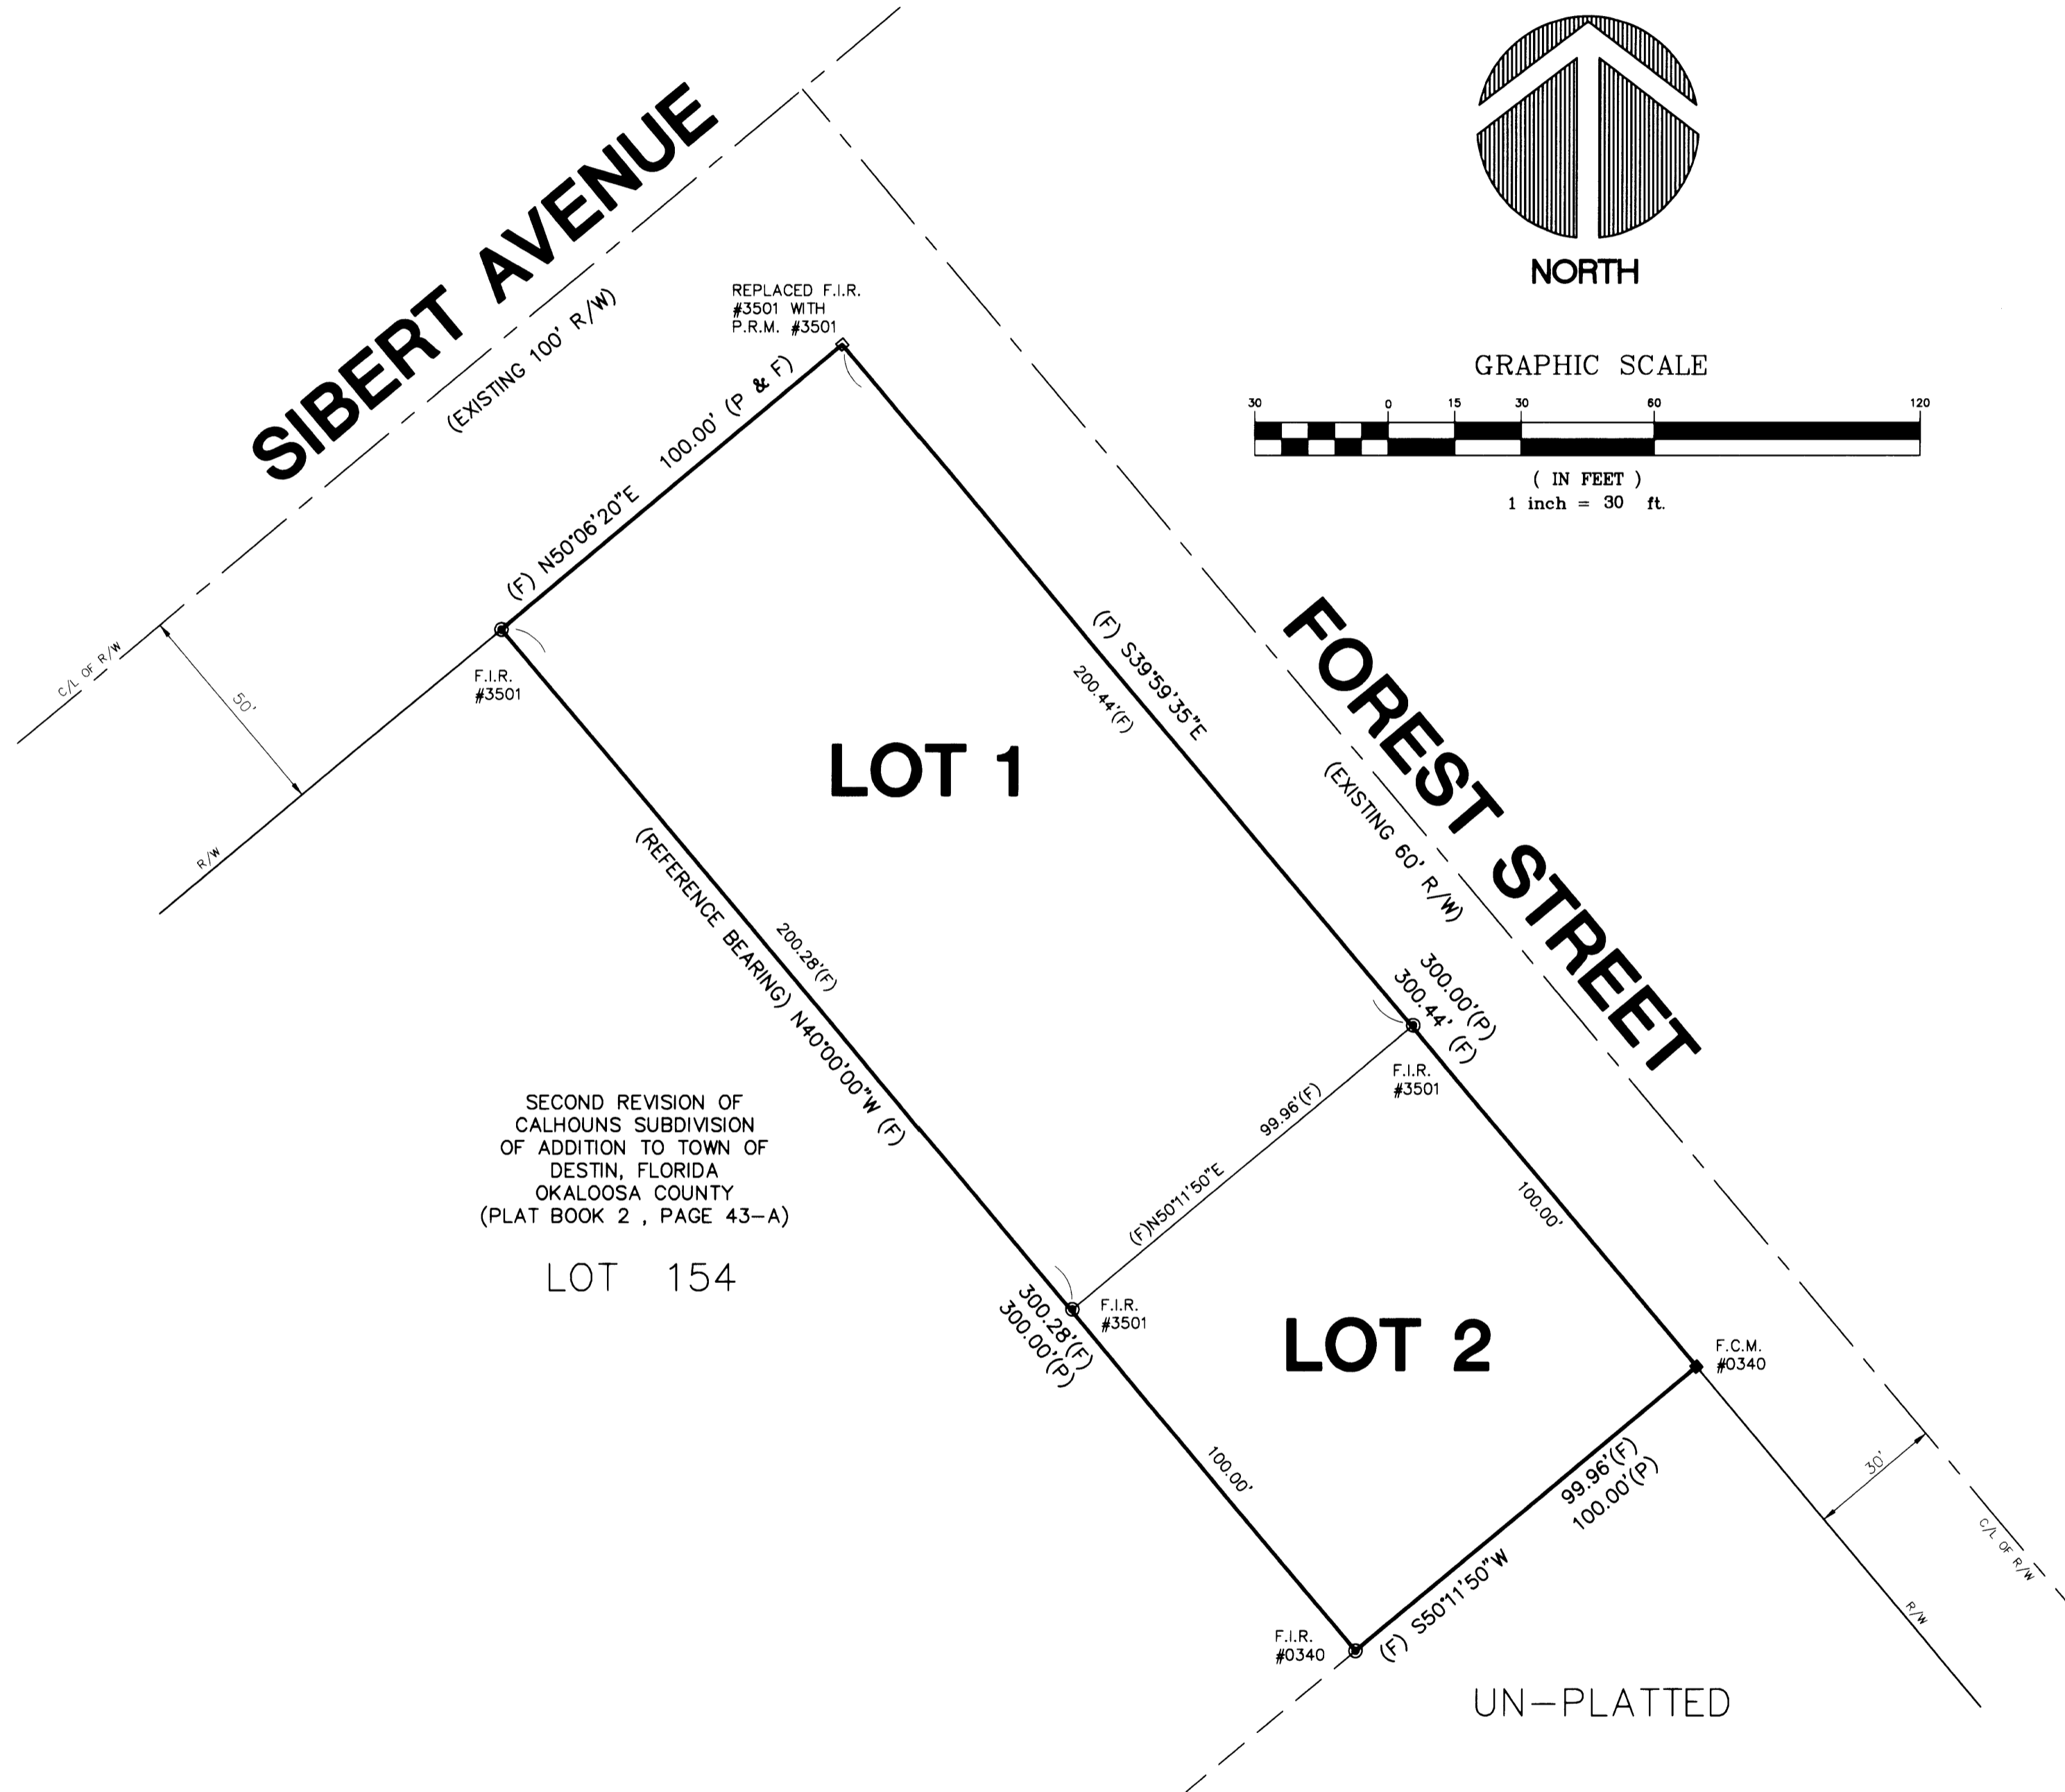 SIBERT AVENUE
(EXISTING 100' R/W)
NORTH
GRAPHIC SCALE
30 0 15 30 60 120
( IN FEET )
1 inch = 30 ft.
REPLACED F.I.R.
#3501 WITH
P.R.M. #3501
(F) N50°06'20"E
100.00' (P & F)
C/L OF R/W
50'
R/W
F.I.R.
#3501
LOT 1
(F) S39°59'35"E
200.44'(F)
FOREST STREET
(EXISTING 60' R/W)
(REFERENCE BEARING) N40°00'00"W (F)
200.28'(F)
300.00'(P)
300.44' (F)
F.I.R.
#3501
SECOND REVISION OF
CALHOUNS SUBDIVISION
OF ADDITION TO TOWN OF
DESTIN, FLORIDA
OKALOOSA COUNTY
(PLAT BOOK 2 , PAGE 43-A)
LOT 154
(F)N50°11'50"E
99.96'(F)
100.00'
F.I.R.
#3501
300.28'(F)
300.00'(P)
LOT 2
F.C.M.
#0340
100.00'
99.96'(F)
100.00'(P)
(F) S50°11'50"W
30'
C/L OF R/W
R/W
F.I.R.
#0340
UN-PLATTED